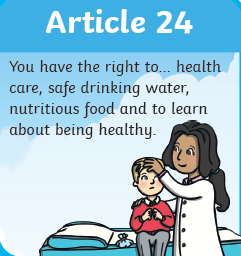 Article 24
You have the right to... health
care, safe drinking water,
nutritious food and to learn
about being healthy.